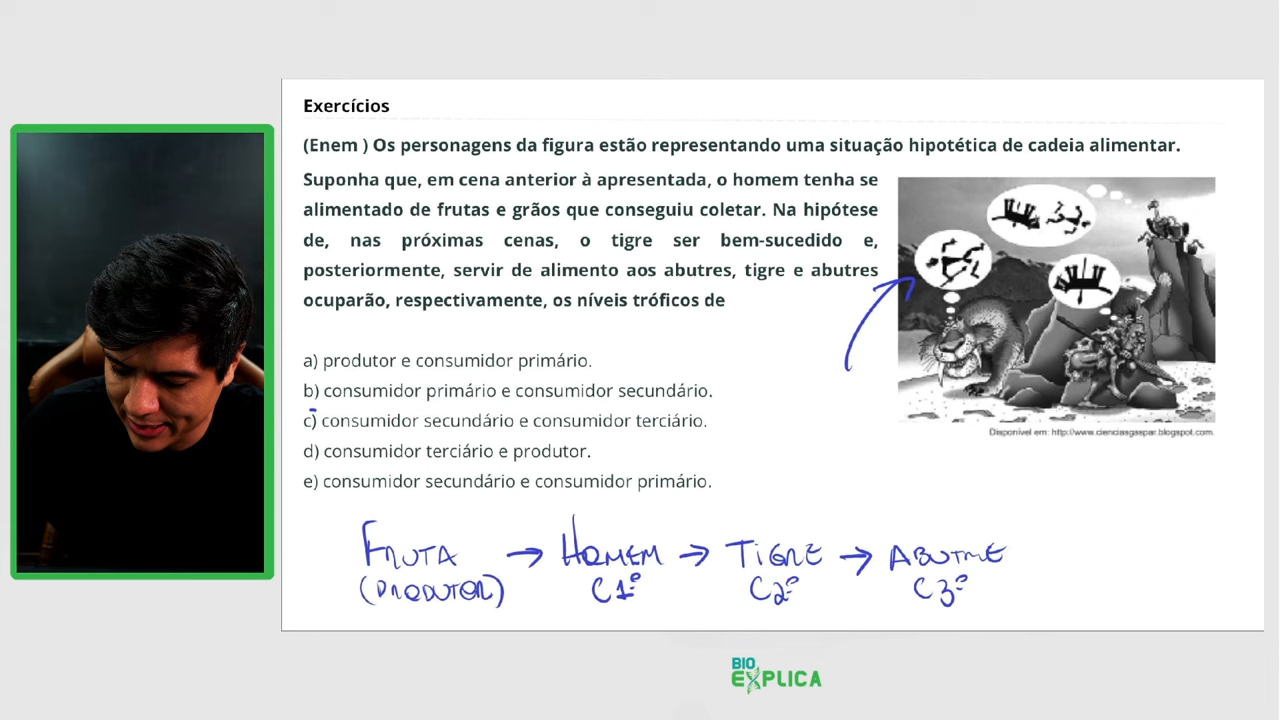 Exercícios
(Enem ) Os personagens da figura estão representando uma situação hipotética de cadeia alimentar.
Suponha que, em cena anterior à apresentada, o homem tenha se
alimentado de frutas e grãos que conseguiu coletar. Na hipótese
de, nas próximas cenas, o tigre ser bem-sucedido e,
posteriormente, servir de alimento aos abutres, tigre e abutres
ocuparão, respectivamente, os níveis tróficos de
a) produtor e consumidor primário.
b) consumidor primário e consumidor secundário.
c) consumidor secundário e consumidor terciário.
d) consumidor terciário e produtor.
e) consumidor secundário e consumidor primário.
Disponível em: http://www.cienciasgaspar.blogspot.com.
FRUTA → HOMEM → TIGRE → ABUTRE
(PRODUTOR) C1º C2º C3º
BIO
EXPLICA